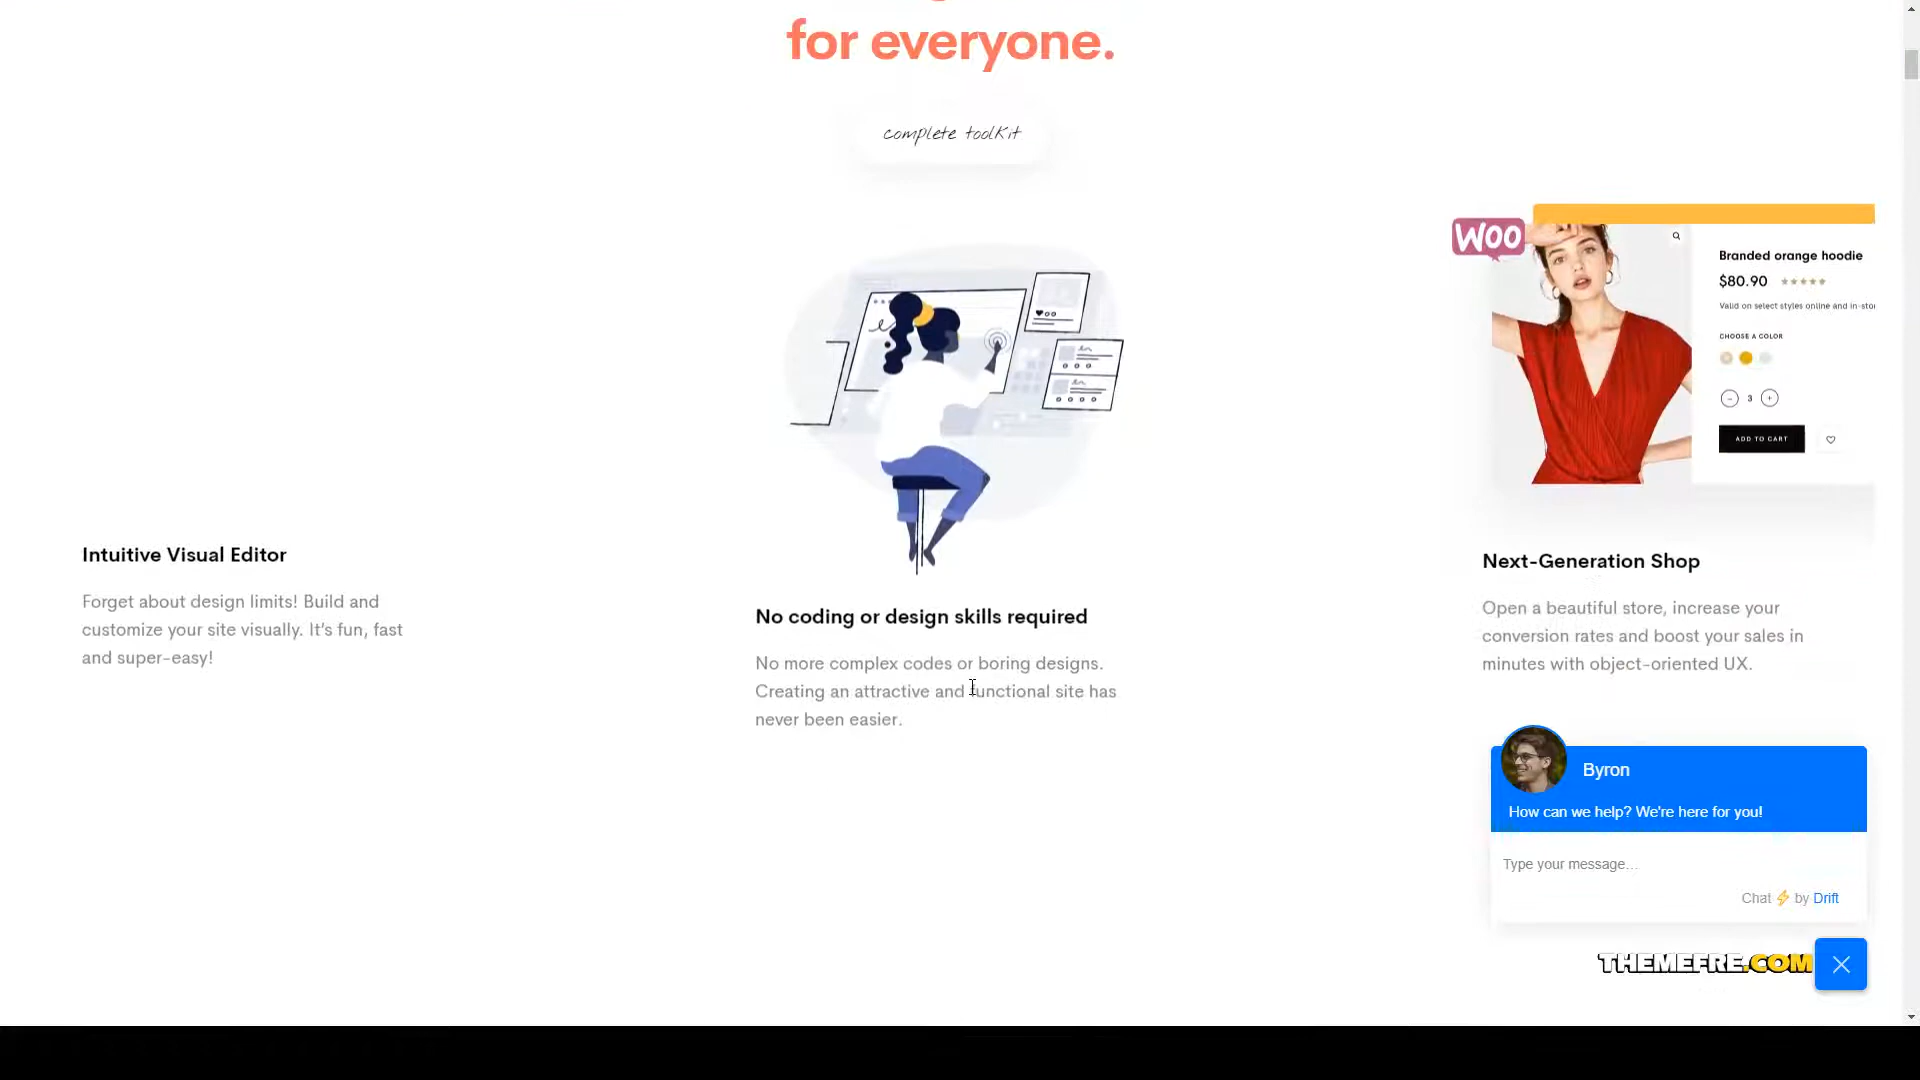 for everyone.
complete toolkit
WOO
Branded orange hoodie
$80.90
Valid on select styles online and in-stor
CHOOSE A COLOR
3
ADD TO CART
Intuitive Visual Editor
Forget about design limits! Build and
customize your site visually. It's fun, fast
and super-easy!
No coding or design skills required
No more complex codes or boring designs.
Creating an attractive and functional site has
never been easier.
Next-Generation Shop
Open a beautiful store, increase your
conversion rates and boost your sales in
minutes with object-oriented UX.
Byron
How can we help? We're here for you!
Type your message...
Chat ⚡ by Drift
THEMEFRE.COM